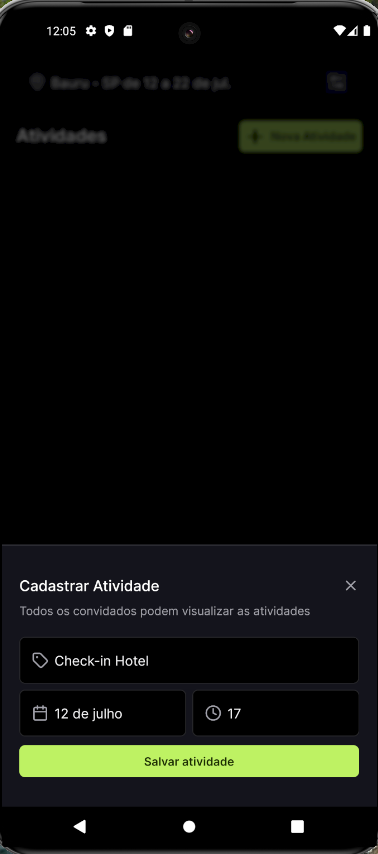 12:05
Bauru - SP de 12 a 22 de jul.
Atividades
Nova Atividade
Cadastrar Atividade
Todos os convidados podem visualizar as atividades
Check-in Hotel
12 de julho
17
Salvar atividade